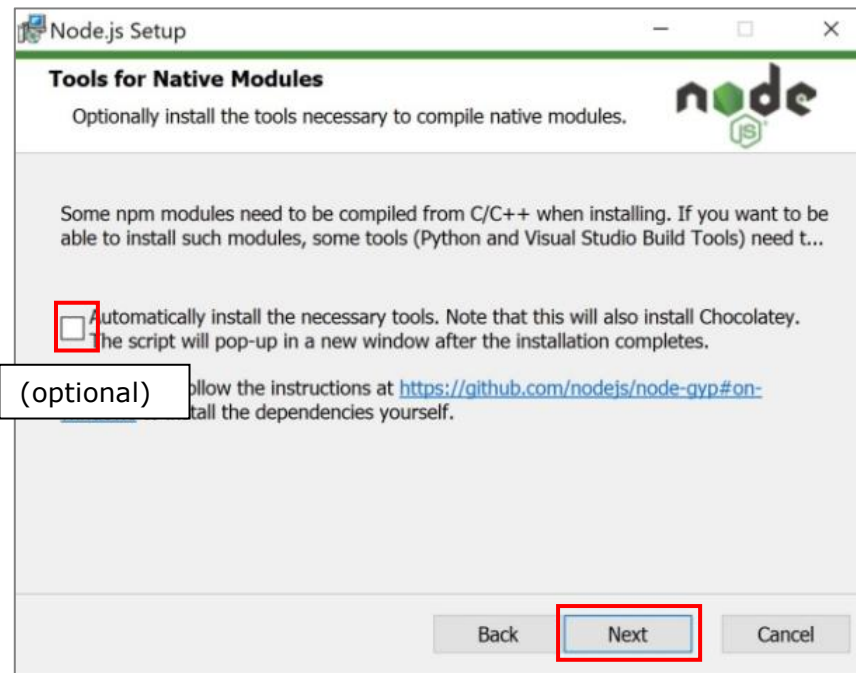 Node.js Setup
Tools for Native Modules
Optionally install the tools necessary to compile native modules.
node
JS
Some npm modules need to be compiled from C/C++ when installing. If you want to be
able to install such modules, some tools (Python and Visual Studio Build Tools) need t...
Automatically install the necessary tools. Note that this will also install Chocolatey.
The script will pop-up in a new window after the installation completes.
(optional)
follow the instructions at https://github.com/nodejs/node-gyp#on-
install the dependencies yourself.
Back Next Cancel